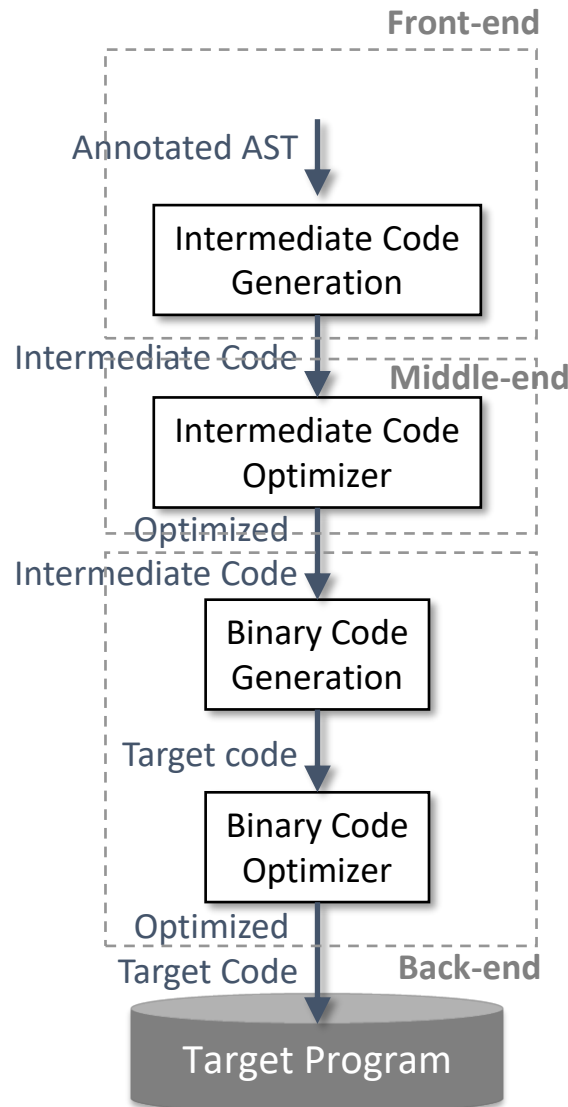 Front-end
Annotated AST
Intermediate Code
Generation
Intermediate Code
Middle-end
Intermediate Code
Optimizer
Optimized
Intermediate Code
Binary Code
Generation
Target code
Binary Code
Optimizer
Optimized
Target Code
Back-end
Target Program